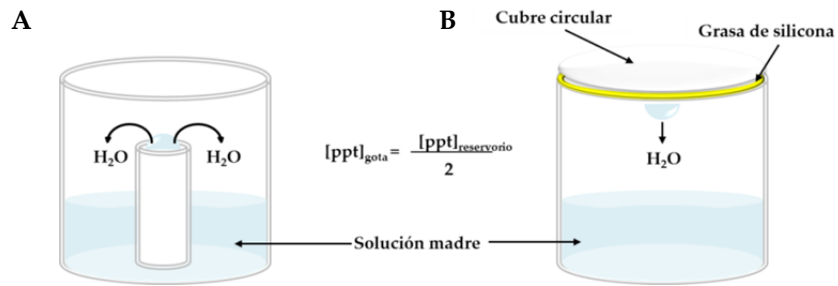 A
B
Cubre circular
Grasa de silicona
H₂O
H₂O
[ppt]gota = [ppt]reservorio
2
H₂O
Solución madre